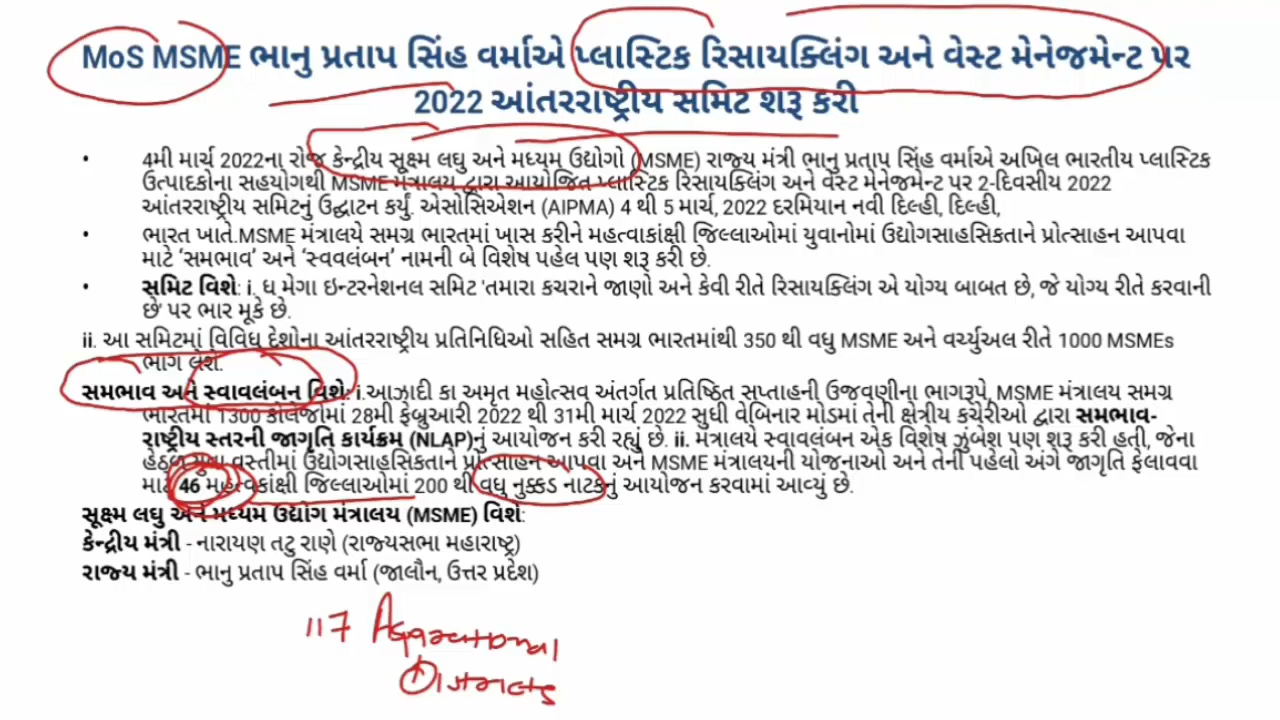 MoS MSME ભાનુ પ્રતાપ સિંહ વર્માએ પ્લાસ્ટિક રિસાયક્લિંગ અને વેસ્ટ મેનેજમેન્ટ પર
2022 આંતરરાષ્ટ્રીય સમિટ શરૂ કરી
• 4મી માર્ચ 2022ના રોજ કેન્દ્રીય સૂક્ષ્મ લઘુ અને મધ્યમ ઉદ્યોગો (MSME) રાજ્ય મંત્રી ભાનુ પ્રતાપ સિંહ વર્માએ અખિલ ભારતીય પ્લાસ્ટિક
ઉત્પાદકોના સહયોગથી MSME મંત્રાલય દ્વારા આયોજિત પ્લાસ્ટિક રિસાયક્લિંગ અને વેસ્ટ મેનેજમેન્ટ પર 2-દિવસીય 2022
આંતરરાષ્ટ્રીય સમિટનું ઉદ્ઘાટન કર્યું. એસોસિએશન (AIPMA) 4 થી 5 માર્ચ, 2022 દરમિયાન નવી દિલ્હી, દિલ્હી,
• ભારત ખાતે.MSME મંત્રાલયે સમગ્ર ભારતમાં ખાસ કરીને મહત્વાકાંક્ષી જિલ્લાઓમાં યુવાનોમાં ઉદ્યોગસાહસિકતાને પ્રોત્સાહન આપવા
માટે ‘સમભાવ’ અને ‘સ્વવલંબન’ નામની બે વિશેષ પહેલ પણ શરૂ કરી છે.
• સમિટ વિશે: i. ધ મેગા ઇન્ટરનેશનલ સમિટ 'તમારા કચરાને જાણો અને કેવી રીતે રિસાયક્લિંગ એ યોગ્ય બાબત છે, જે યોગ્ય રીતે કરવાની
છે' પર ભાર મૂકે છે.
ii. આ સમિટમાં વિવિધ દેશોના આંતરરાષ્ટ્રીય પ્રતિનિધિઓ સહિત સમગ્ર ભારતમાંથી 350 થી વધુ MSME અને વર્ચ્યુઅલ રીતે 1000 MSMEs
ભાગ લેશે.
સમભાવ અને સ્વાવલંબન વિશે: i.આઝાદી કા અમૃત મહોત્સવ અંતર્ગત પ્રતિષ્ઠિત સપ્તાહની ઉજવણીના ભાગરૂપે, MSME મંત્રાલય સમગ્ર
ભારતમાં 1300 કોલેજોમાં 28મી ફેબ્રુઆરી 2022 થી 31મી માર્ચ 2022 સુધી વેબિનાર મોડમાં તેની ક્ષેત્રીય કચેરીઓ દ્વારા સમભાવ-
રાષ્ટ્રીય સ્તરની જાગૃતિ કાર્યક્રમ (NLAP)નું આયોજન કરી રહ્યું છે. ii. મંત્રાલયે સ્વાવલંબન એક વિશેષ ઝુંબેશ પણ શરૂ કરી હતી, જેના
હેઠળ યુવા વસ્તીમાં ઉદ્યોગસાહસિકતાને પ્રોત્સાહન આપવા અને MSME મંત્રાલયની યોજનાઓ અને તેની પહેલો અંગે જાગૃતિ ફેલાવવા
માટે 46 મહત્વકાંક્ષી જિલ્લાઓમાં 200 થી વધુ નુક્કડ નાટકનું આયોજન કરવામાં આવ્યું છે.
સૂક્ષ્મ લઘુ અને મધ્યમ ઉદ્યોગ મંત્રાલય (MSME) વિશે:
કેન્દ્રીય મંત્રી - નારાયણ તટુ રાણે (રાજ્યસભા મહારાષ્ટ્ર)
રાજ્ય મંત્રી - ભાનુ પ્રતાપ સિંહ વર્મા (જાલૌન, ઉત્તર પ્રદેશ)
117 Aspirational
Districts